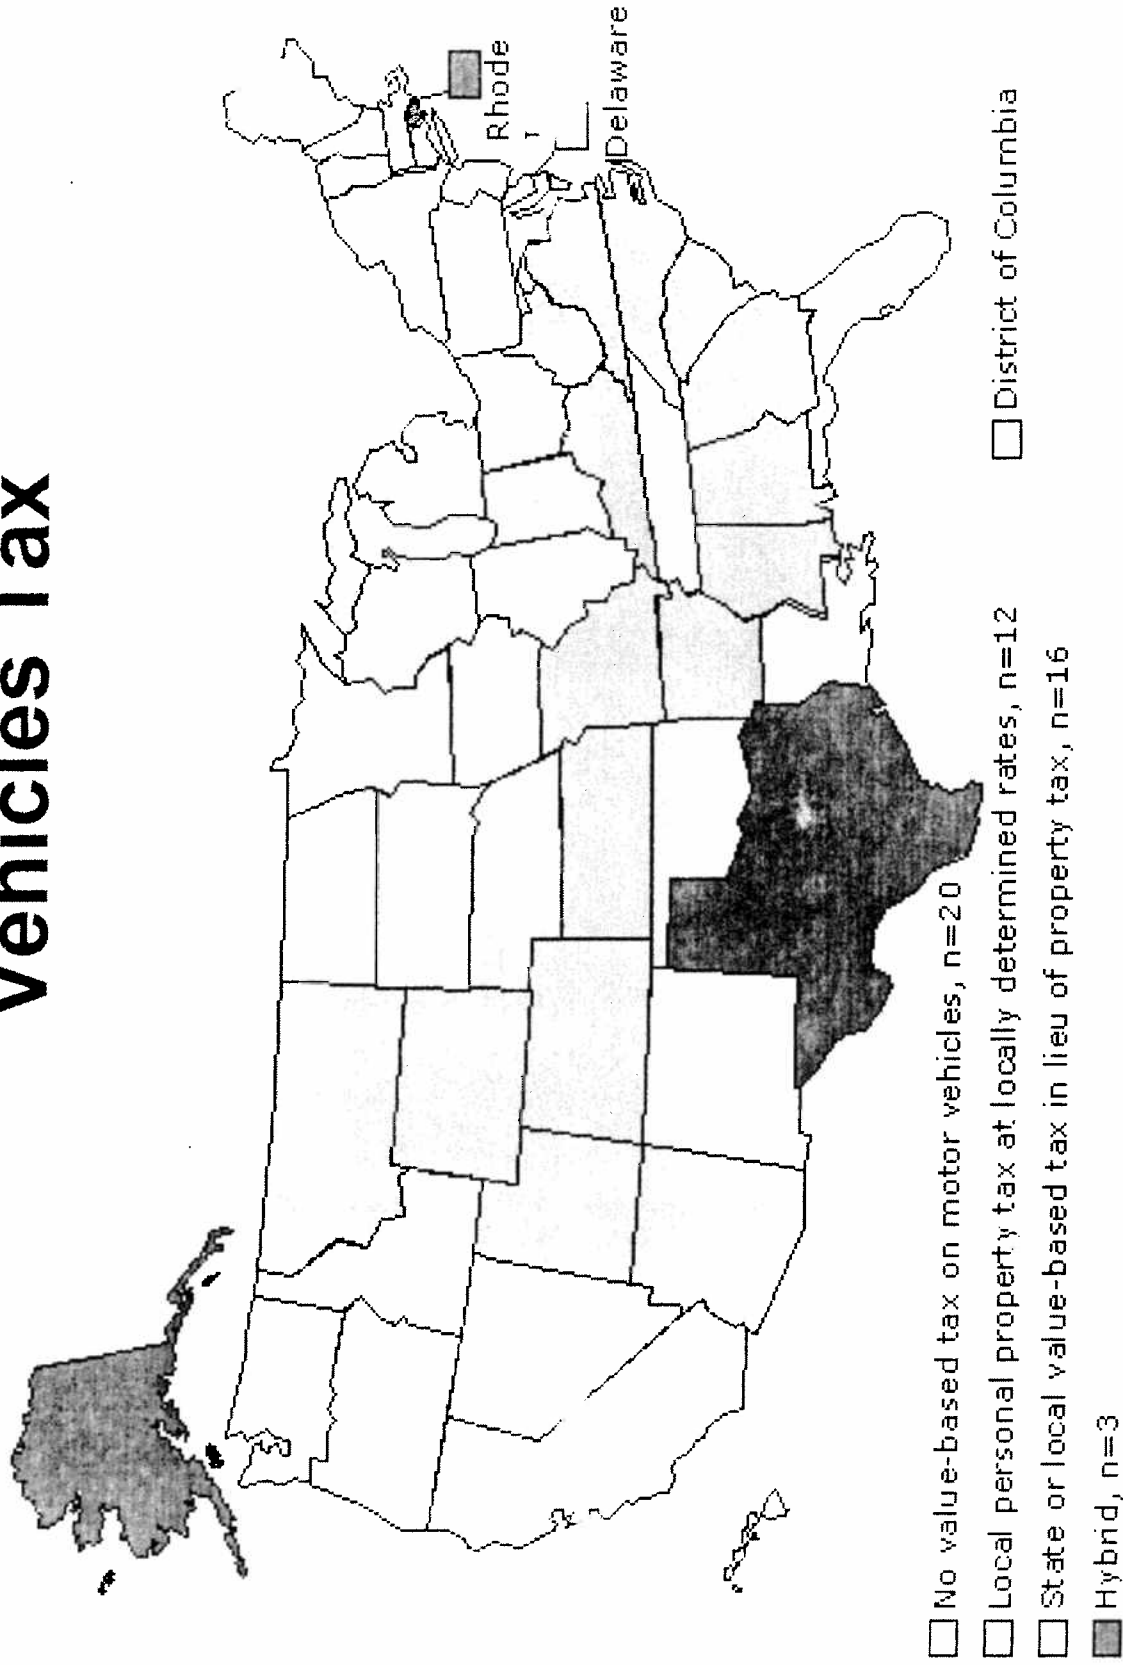 Vehicles Tax
Rhode
Delaware
District of Columbia
No value-based tax on motor vehicles, n=20
Local personal property tax at locally determined rates, n=12
State or local value-based tax in lieu of property tax, n=16
Hybrid, n=3